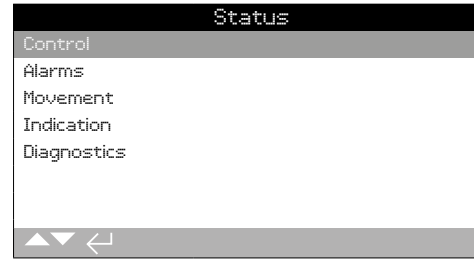 Status
Control
Alarms
Movement
Indication
Diagnostics